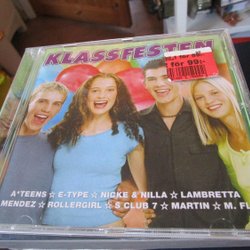 KLASSFESTEN
for 99:-
A*TEENS ☆ E-TYPE ☆ NICKE & NILLA ☆ LAMBRETTA
MENDEZ ☆ ROLLERGIRL ☆ S CLUB 7 ☆ MARTIN ☆ M. FL